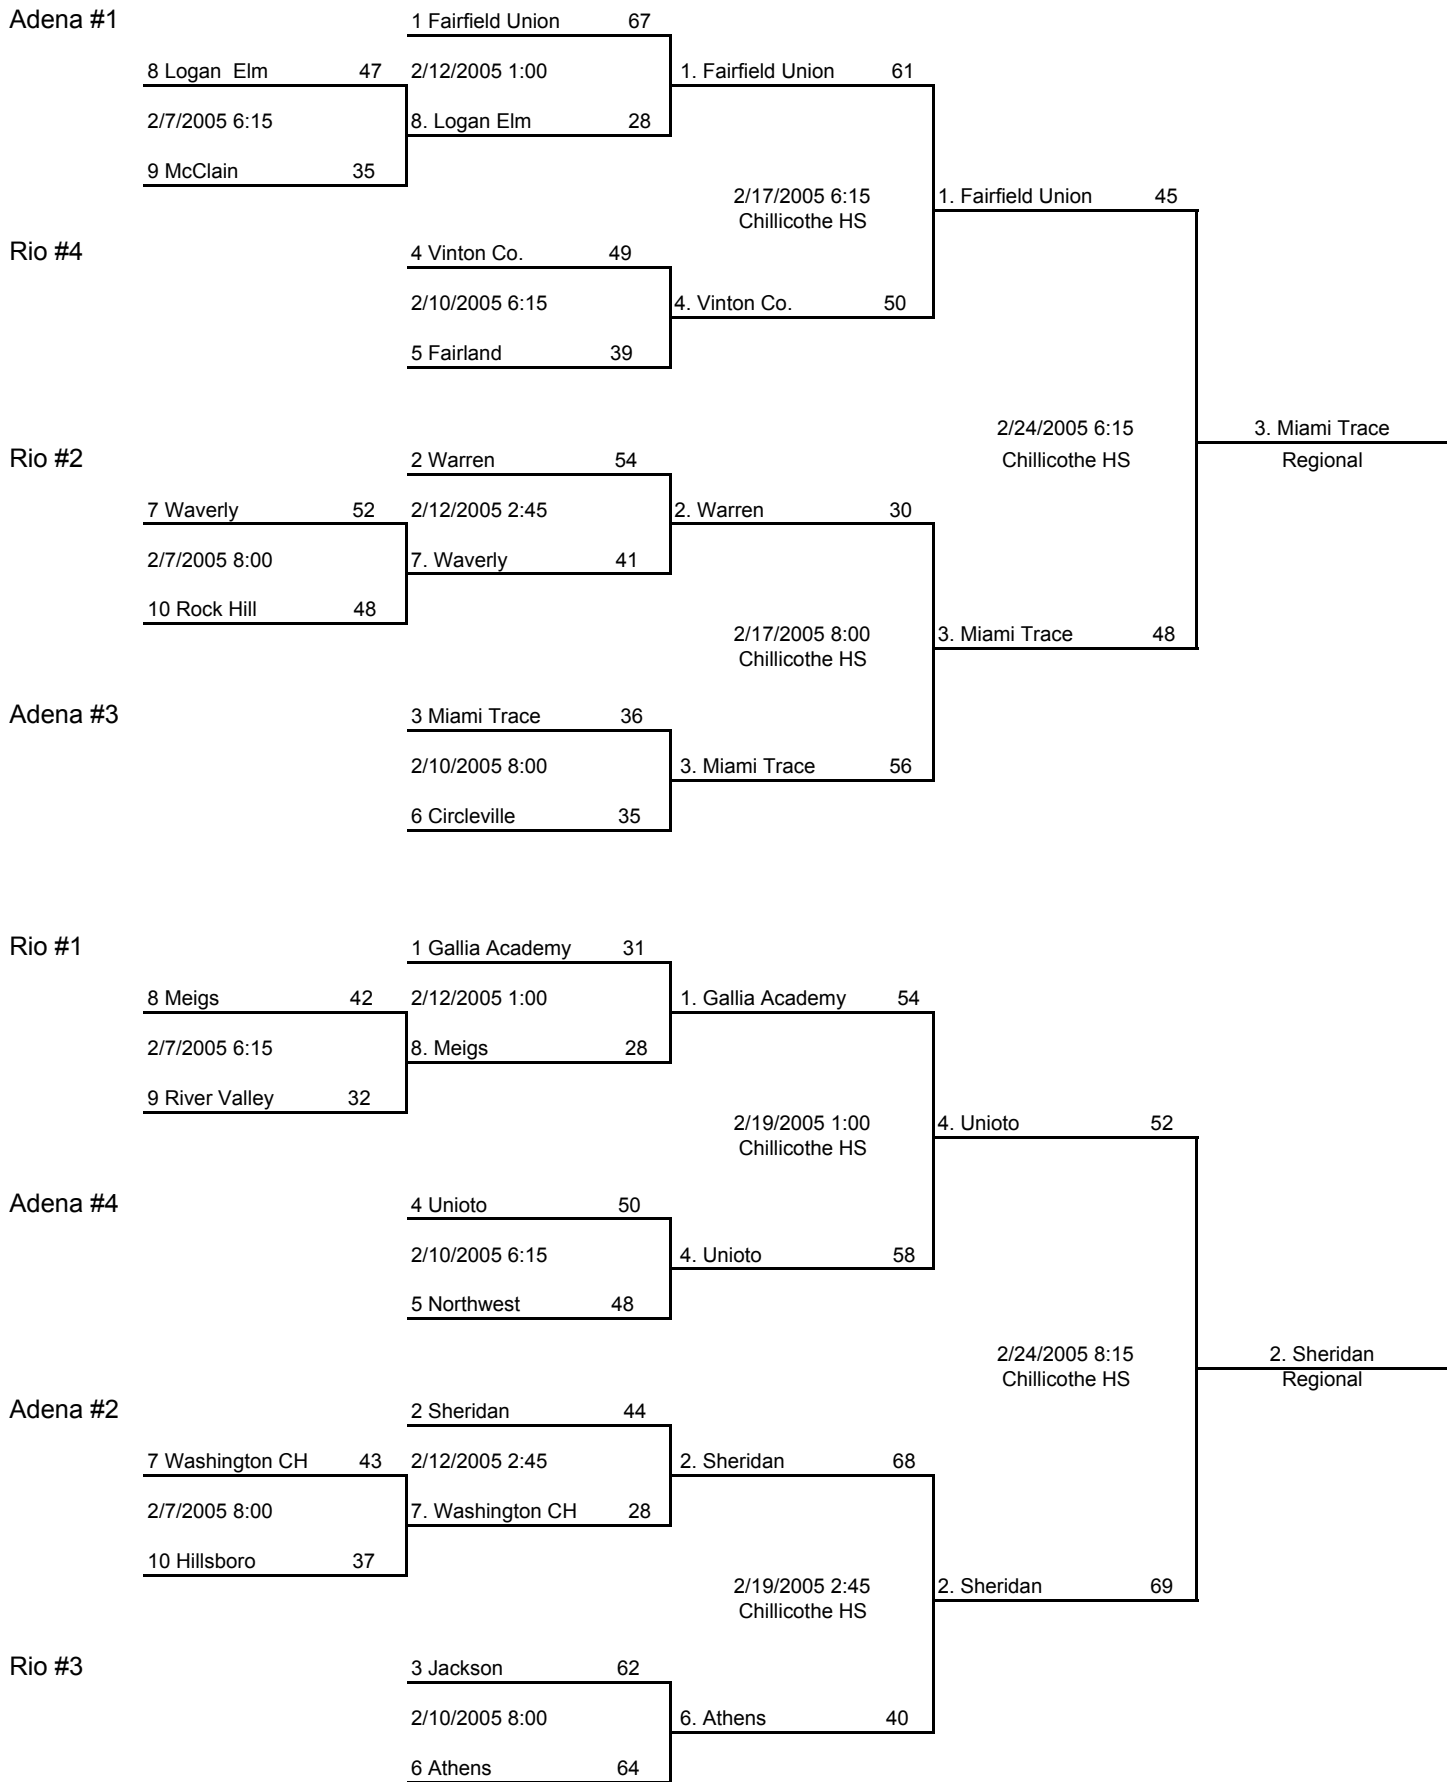 Adena #1
1 Fairfield Union 67
8 Logan Elm 47
2/12/2005 1:00
1. Fairfield Union 61
2/7/2005 6:15
8. Logan Elm 28
9 McClain 35
2/17/2005 6:15
Chillicothe HS
1. Fairfield Union 45
Rio #4
4 Vinton Co. 49
2/10/2005 6:15
4. Vinton Co. 50
5 Fairland 39
2/24/2005 6:15
Chillicothe HS
3. Miami Trace
Regional
Rio #2
2 Warren 54
7 Waverly 52
2/12/2005 2:45
2. Warren 30
2/7/2005 8:00
7. Waverly 41
10 Rock Hill 48
2/17/2005 8:00
Chillicothe HS
3. Miami Trace 48
Adena #3
3 Miami Trace 36
2/10/2005 8:00
3. Miami Trace 56
6 Circleville 35
Rio #1
1 Gallia Academy 31
8 Meigs 42
2/12/2005 1:00
1. Gallia Academy 54
2/7/2005 6:15
8. Meigs 28
9 River Valley 32
2/19/2005 1:00
Chillicothe HS
4. Unioto 52
Adena #4
4 Unioto 50
2/10/2005 6:15
4. Unioto 58
5 Northwest 48
2/24/2005 8:15
Chillicothe HS
2. Sheridan
Regional
Adena #2
2 Sheridan 44
7 Washington CH 43
2/12/2005 2:45
2. Sheridan 68
2/7/2005 8:00
7. Washington CH 28
10 Hillsboro 37
2/19/2005 2:45
Chillicothe HS
2. Sheridan 69
Rio #3
3 Jackson 62
2/10/2005 8:00
6. Athens 40
6 Athens 64